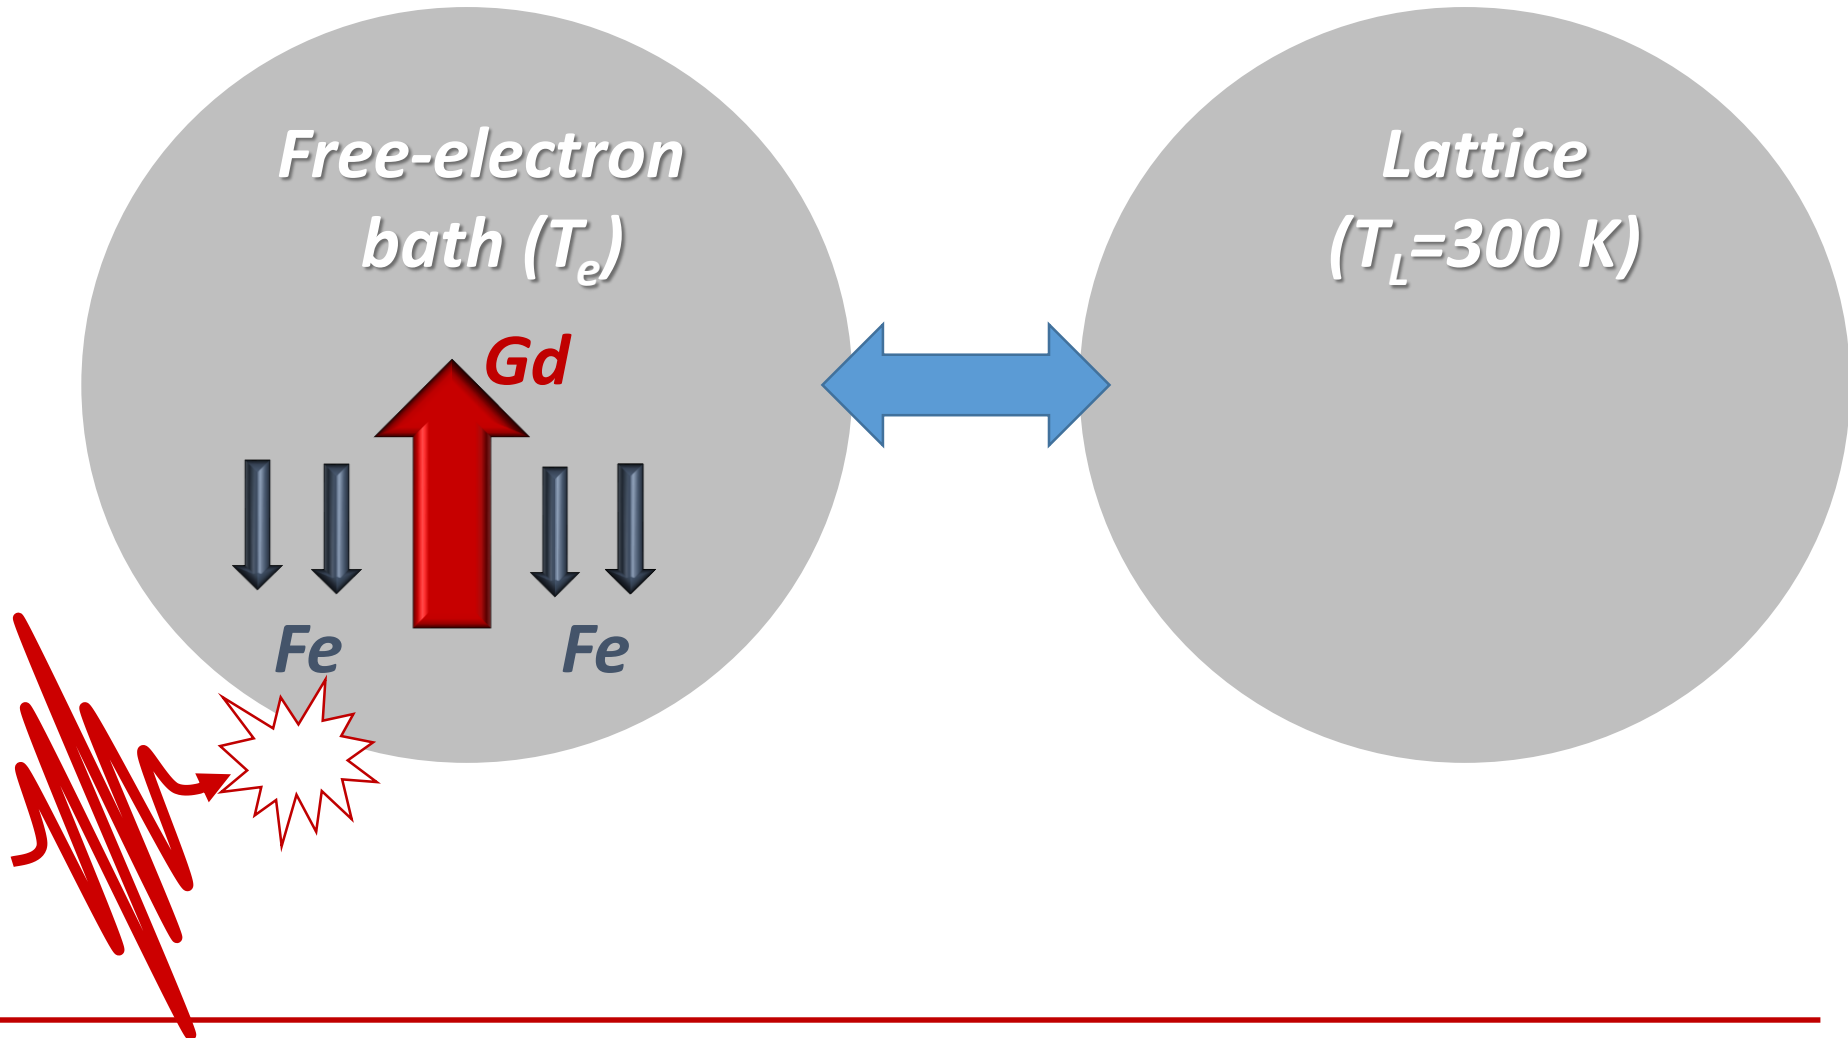 Free-electron
bath (Te)
Lattice
(TL=300 K)
Gd
Fe
Fe